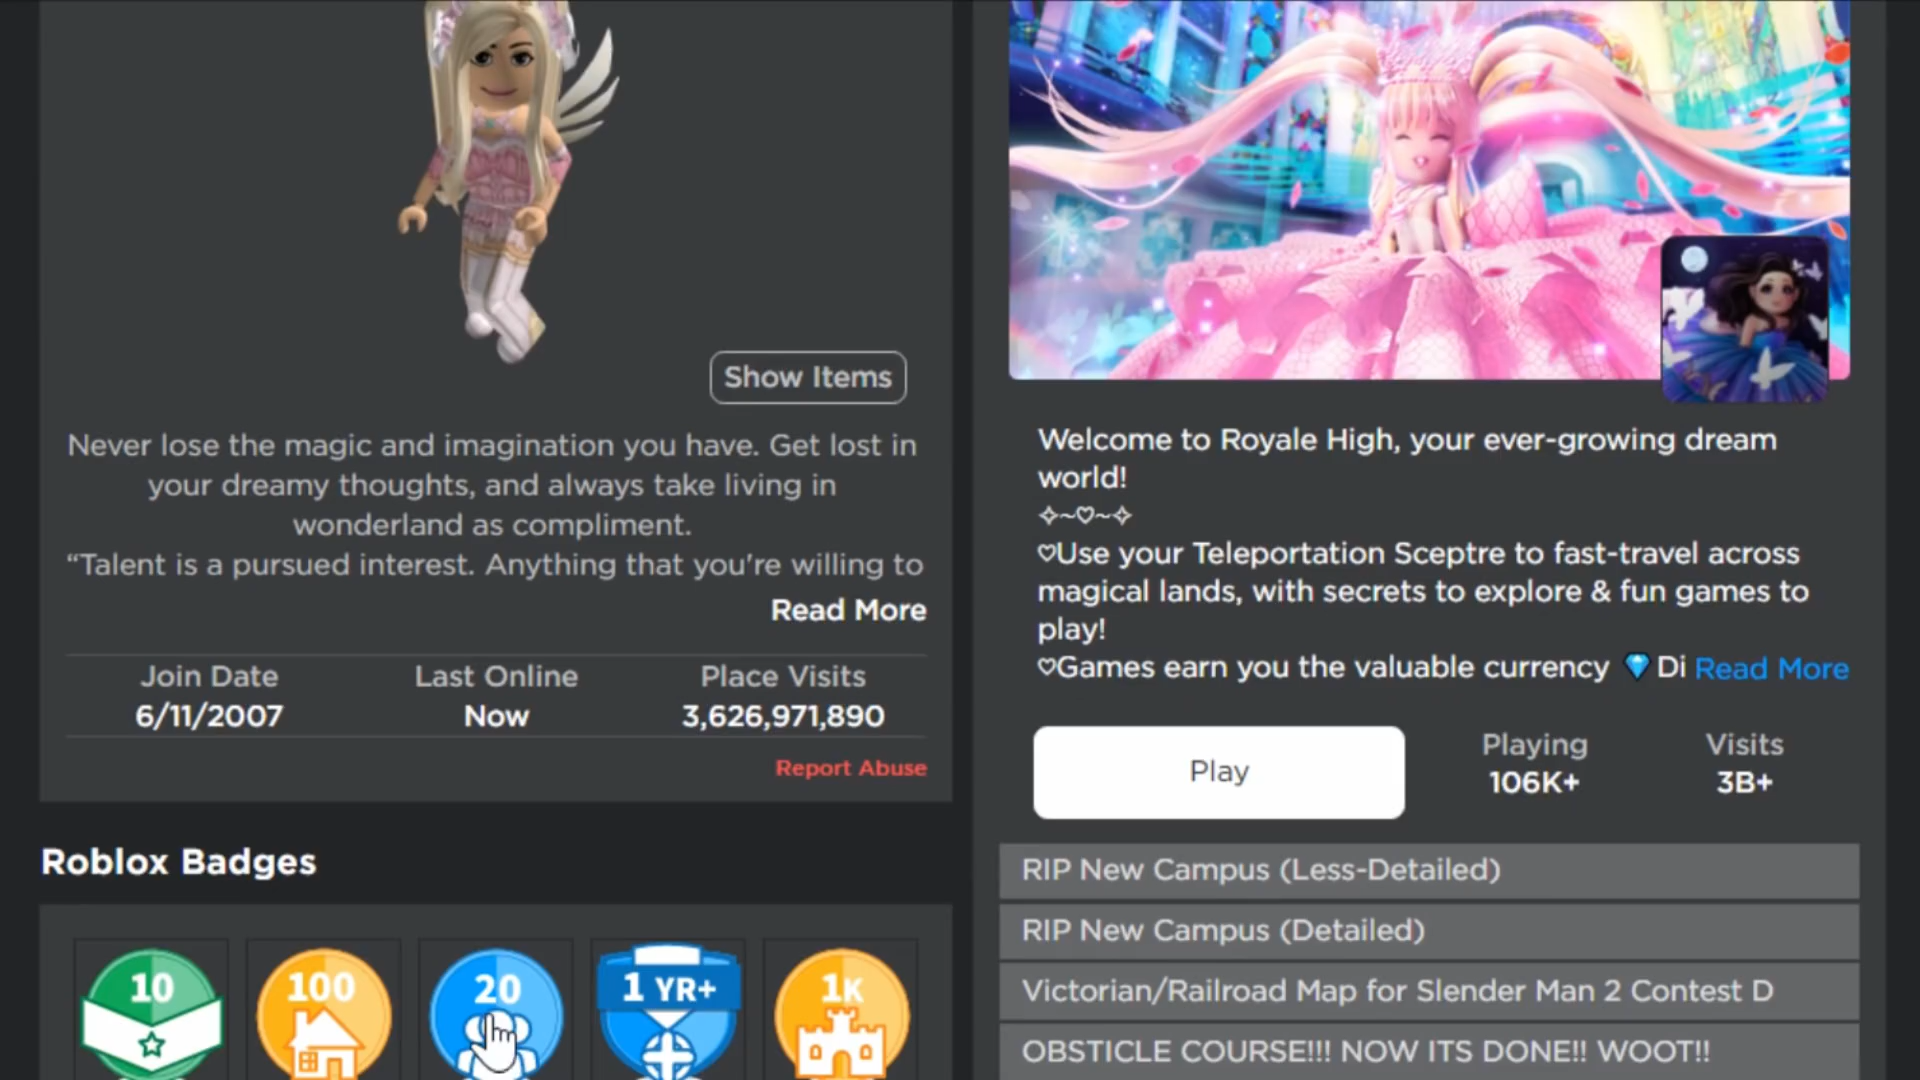 Show Items
Never lose the magic and imagination you have. Get lost in
your dreamy thoughts, and always take living in
wonderland as compliment.
“Talent is a pursued interest. Anything that you're willing to
Read More
Join Date
Last Online
Place Visits
6/11/2007
Now
3,626,971,890
Report Abuse
Roblox Badges
10
100
20
1 YR+
1K
Welcome to Royale High, your ever-growing dream
world!
✧~♡~✧
♡Use your Teleportation Sceptre to fast-travel across
magical lands, with secrets to explore & fun games to
play!
♡Games earn you the valuable currency 💎 Di Read More
Play
Playing
Visits
106K+
3B+
RIP New Campus (Less-Detailed)
RIP New Campus (Detailed)
Victorian/Railroad Map for Slender Man 2 Contest D
OBSTICLE COURSE!!! NOW ITS DONE!! WOOT!!